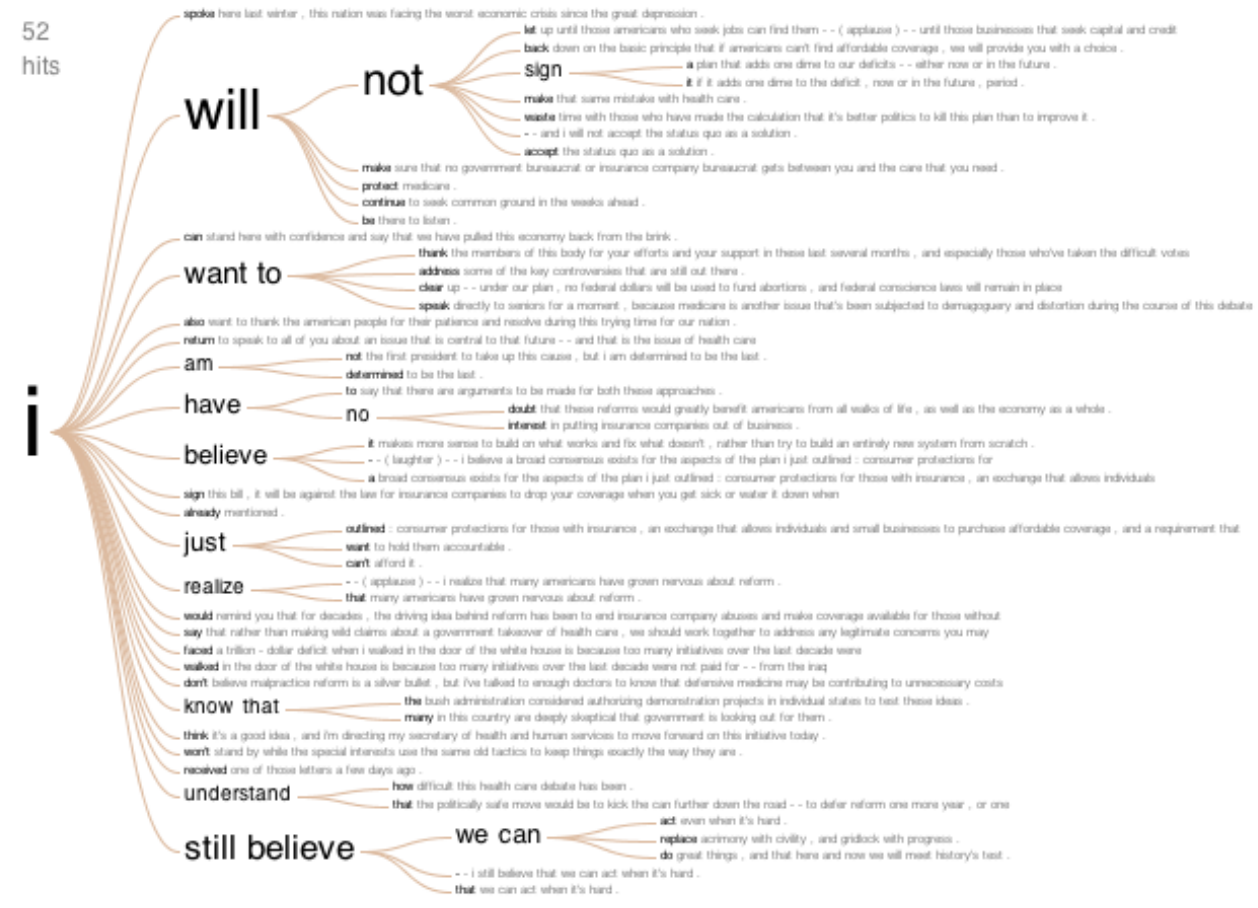 52
hits
i
spoke here last winter , this nation was facing the worst economic crisis since the great depression .
will
not
let up until those americans who seek jobs can find them - - ( applause ) - - until those businesses that seek capital and credit
back down on the basic principle that if americans can't find affordable coverage , we will provide you with a choice .
sign
a plan that adds one dime to our deficits - - either now or in the future .
it if it adds one dime to the deficit , now or in the future , period .
make that same mistake with health care .
waste time with those who have made the calculation that it's better politics to kill this plan than to improve it .
- - and i will not accept the status quo as a solution .
accept the status quo as a solution .
make sure that no government bureaucrat or insurance company bureaucrat gets between you and the care that you need .
protect medicare .
continue to seek common ground in the weeks ahead .
be there to listen .
can stand here with confidence and say that we have pulled this economy back from the brink .
want to
thank the members of this body for your efforts and your support in these last several months , and especially those who've taken the difficult votes
address some of the key controversies that are still out there .
clear up - - under our plan , no federal dollars will be used to fund abortions , and federal conscience laws will remain in place
speak directly to seniors for a moment , because medicare is another issue that's been subjected to demagoguery and distortion during the course of this debate
also want to thank the american people for their patience and resolve during this trying time for our nation .
return to speak to all of you about an issue that is central to that future - - and that is the issue of health care
am
not the first president to take up this cause , but i am determined to be the last .
determined to be the last .
have
to say that there are arguments to be made for both these approaches .
no
doubt that these reforms would greatly benefit americans from all walks of life , as well as the economy as a whole .
interest in putting insurance companies out of business .
believe
it makes more sense to build on what works and fix what doesn't , rather than try to build an entirely new system from scratch .
- - ( laughter ) - - i believe a broad consensus exists for the aspects of the plan i just outlined : consumer protections for
a broad consensus exists for the aspects of the plan i just outlined : consumer protections for those with insurance , an exchange that allows individuals
sign this bill , it will be against the law for insurance companies to drop your coverage when you get sick or water it down when
already mentioned .
just
outlined : consumer protections for those with insurance , an exchange that allows individuals and small businesses to purchase affordable coverage , and a requirement that
want to hold them accountable .
can't afford it .
realize
- - ( applause ) - - i realize that many americans have grown nervous about reform .
that many americans have grown nervous about reform .
would remind you that for decades , the driving idea behind reform has been to end insurance company abuses and make coverage available for those without
say that rather than making wild claims about a government takeover of health care , we should work together to address any legitimate concerns you may
faced a trillion - dollar deficit when i walked in the door of the white house is because too many initiatives over the last decade were
walked in the door of the white house is because too many initiatives over the last decade were not paid for - - from the iraq
don't believe malpractice reform is a silver bullet , but i've talked to enough doctors to know that defensive medicine may be contributing to unnecessary costs
know that
the bush administration considered authorizing demonstration projects in individual states to test these ideas .
many in this country are deeply skeptical that government is looking out for them .
think it's a good idea , and i'm directing my secretary of health and human services to move forward on this initiative today .
won't stand by while the special interests use the same old tactics to keep things exactly the way they are .
received one of those letters a few days ago .
understand
how difficult this health care debate has been .
that the politically safe move would be to kick the can further down the road - - to defer reform one more year , or one
still believe
we can
act even when it's hard .
replace acrimony with civility , and gridlock with progress .
do great things , and that here and now we will meet history's test .
- - i still believe that we can act when it's hard .
that we can act when it's hard .